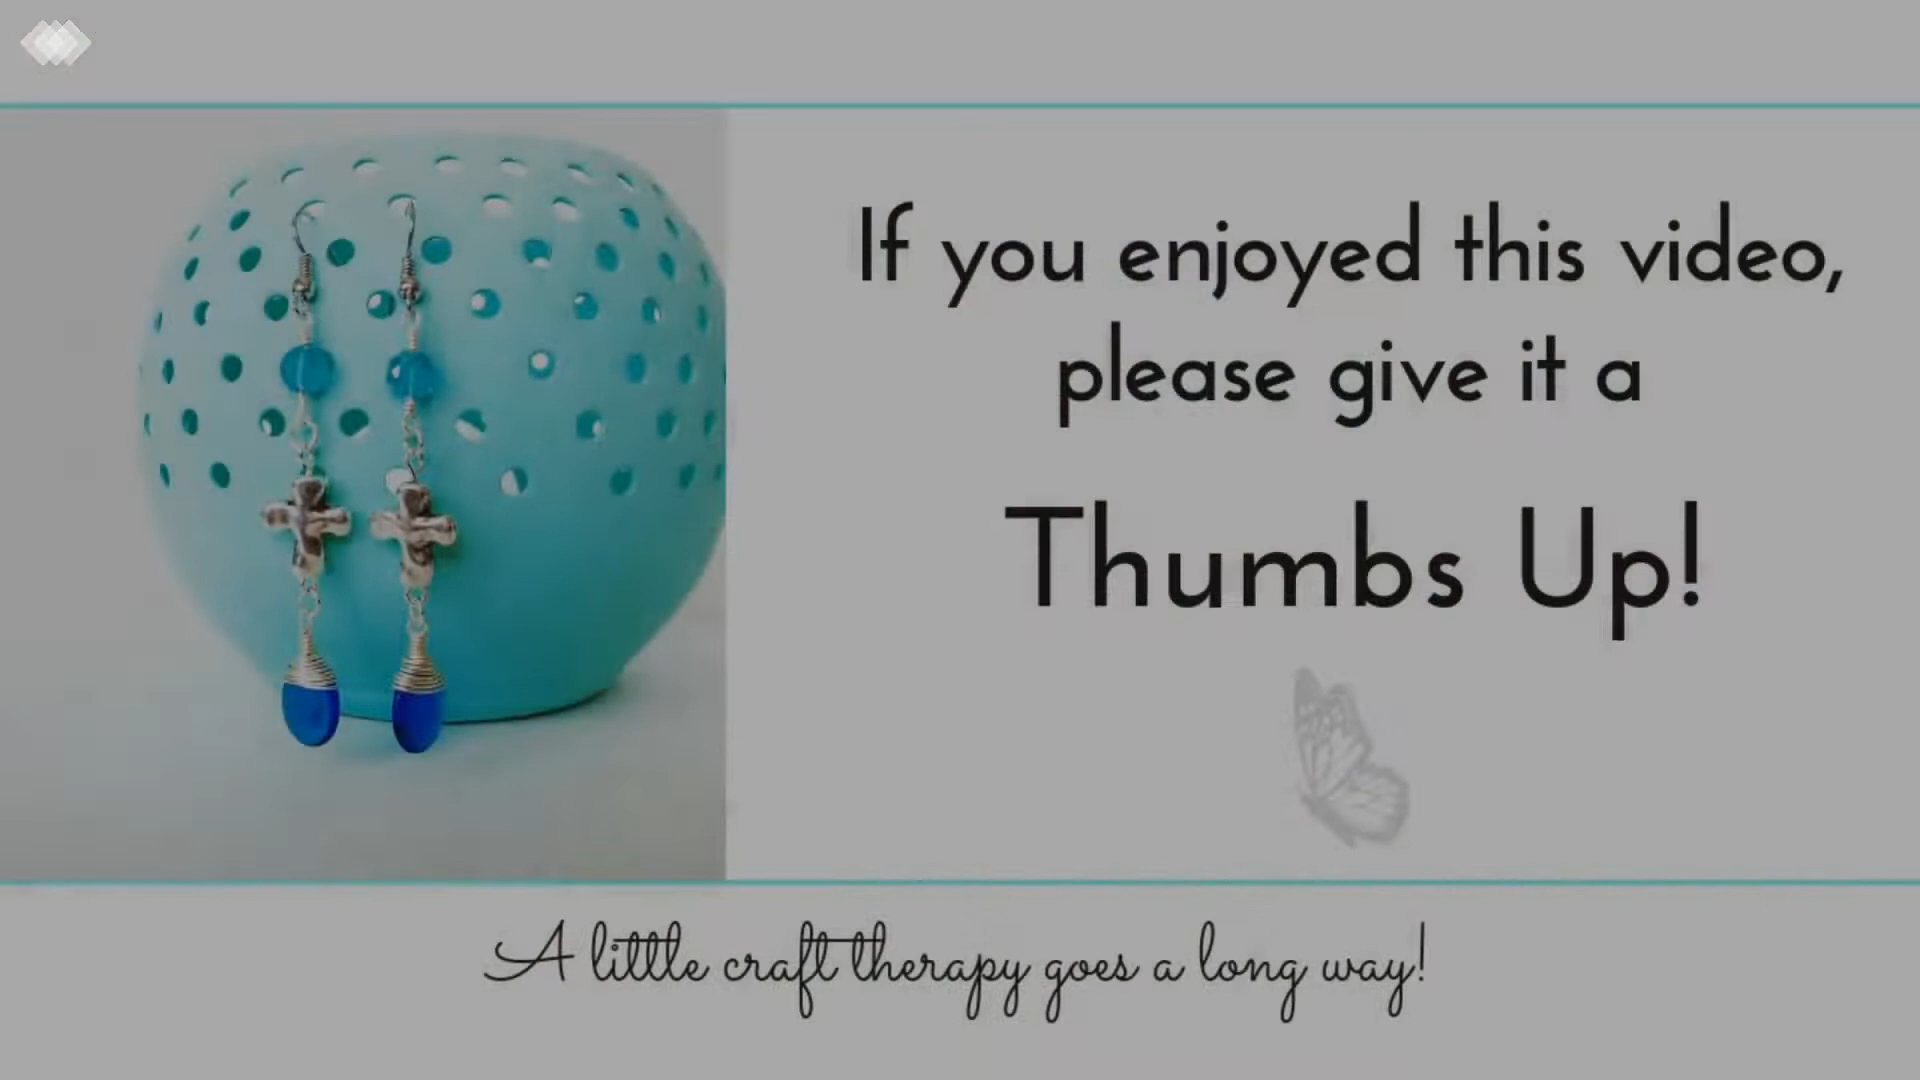 If you enjoyed this video,
please give it a
Thumbs Up!
A little craft therapy goes a long way!